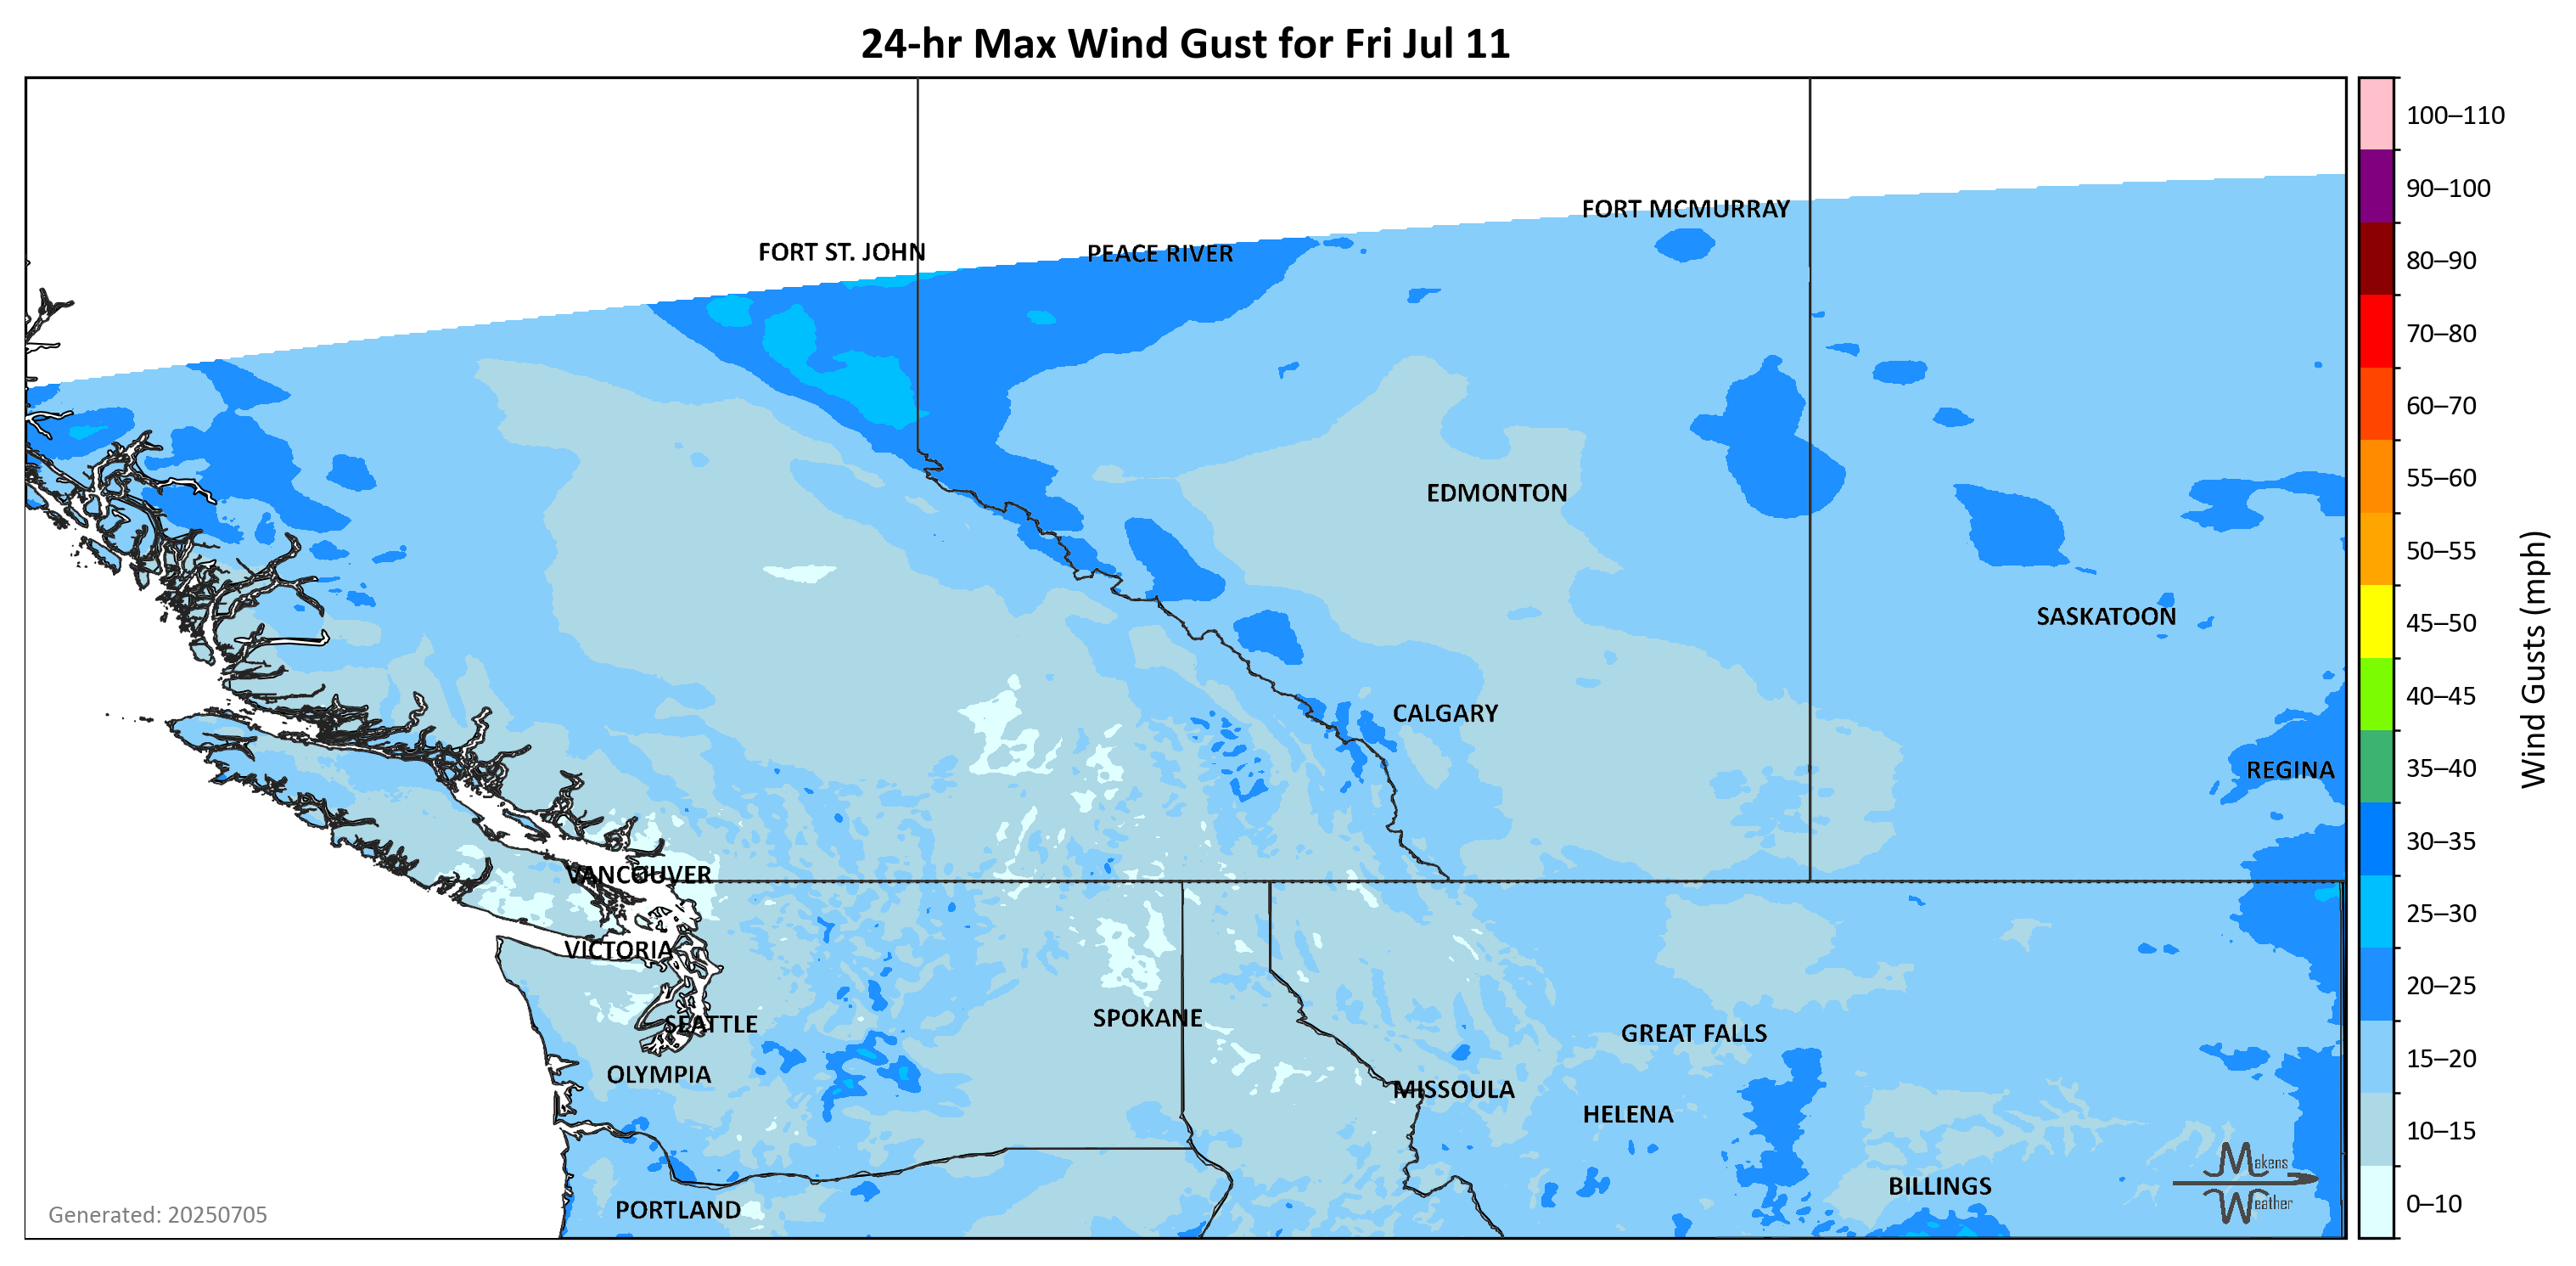 24-hr Max Wind Gust for Fri Jul 11
100–110
90–100
80–90
70–80
60–70
55–60
50–55
45–50
40–45
35–40
30–35
25–30
20–25
15–20
10–15
0–10
Wind Gusts (mph)
FORT MCMURRAY
FORT ST. JOHN
PEACE RIVER
EDMONTON
SASKATOON
CALGARY
REGINA
VANCOUVER
VICTORIA
SPOKANE
SEATTLE
GREAT FALLS
OLYMPIA
MISSOULA
HELENA
BILLINGS
PORTLAND
Makens
Weather
Generated: 20250705